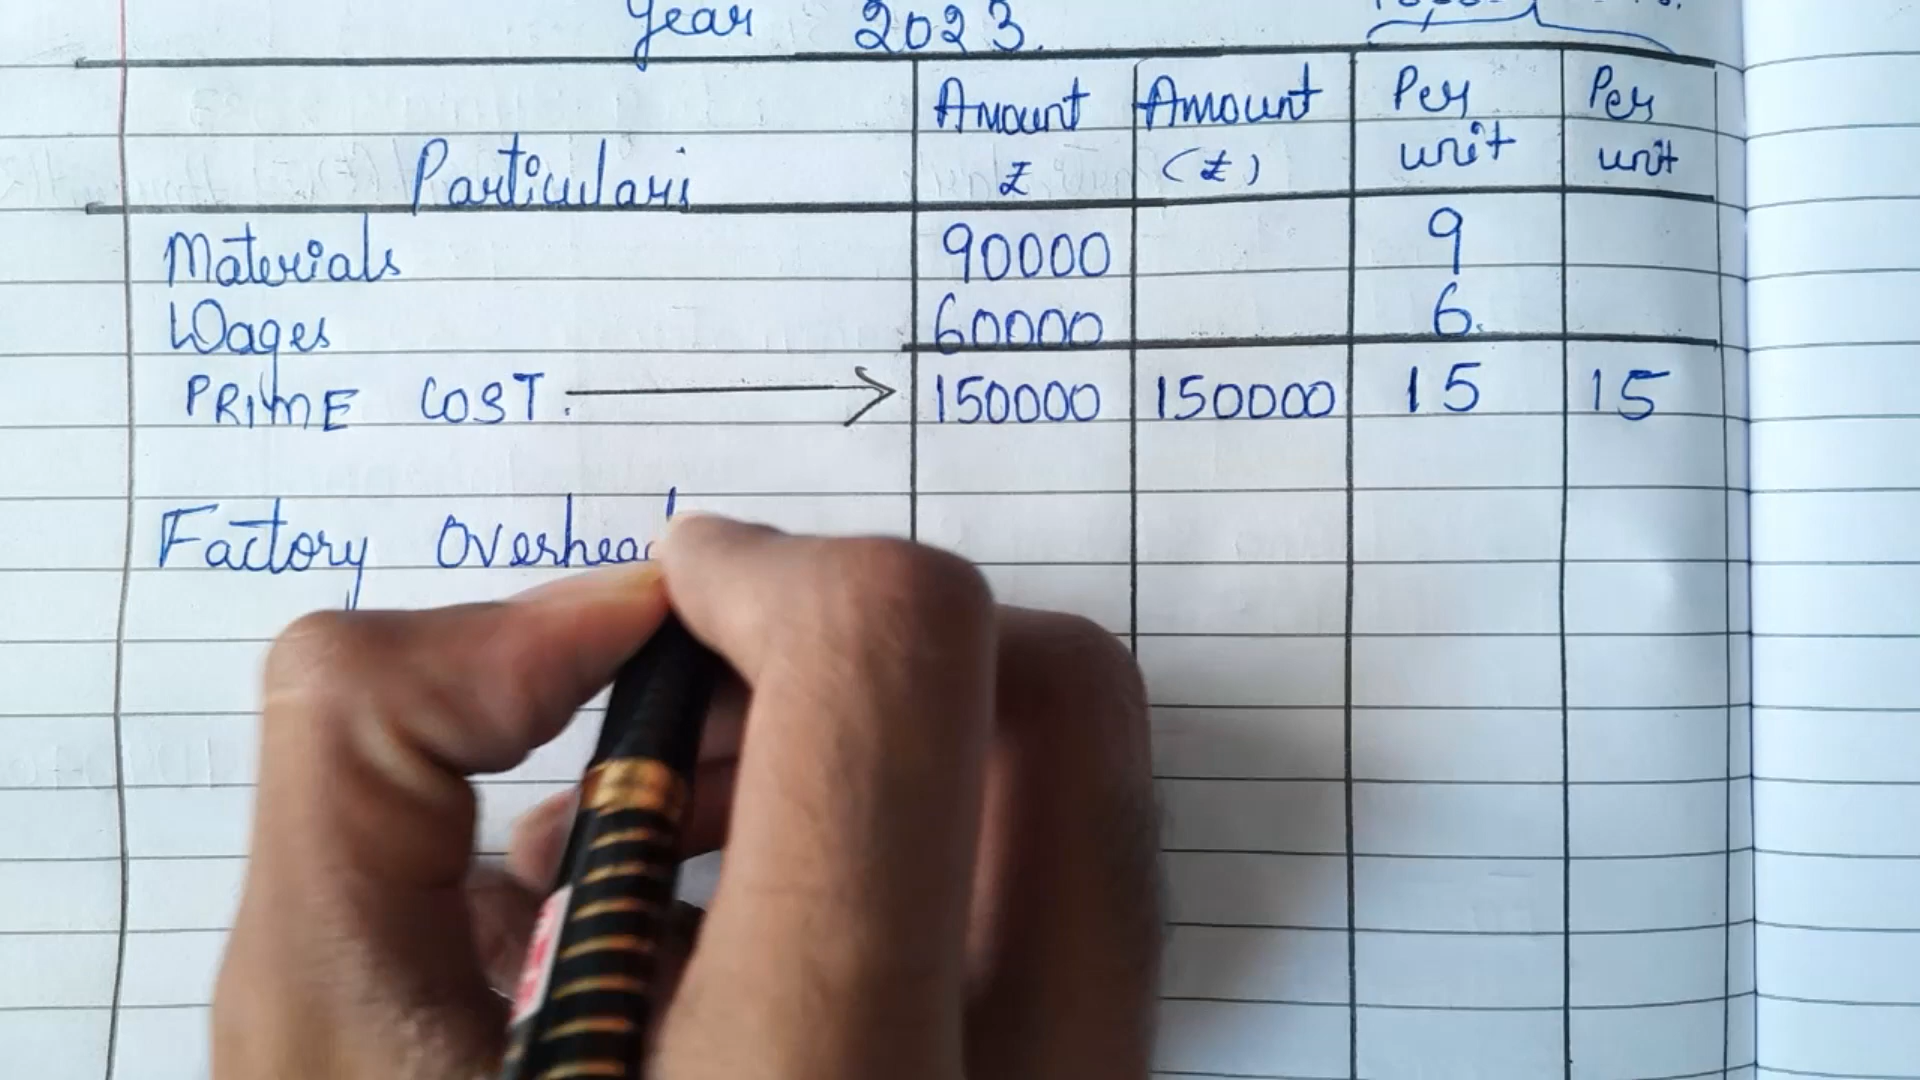 Year 2023.
Particulars Amount ₹ Amount (₹) Per unit Per unit
Materials 90000 9
Wages 60000 6.
PRIME COST. 150000 150000 15 15
Factory Overhead